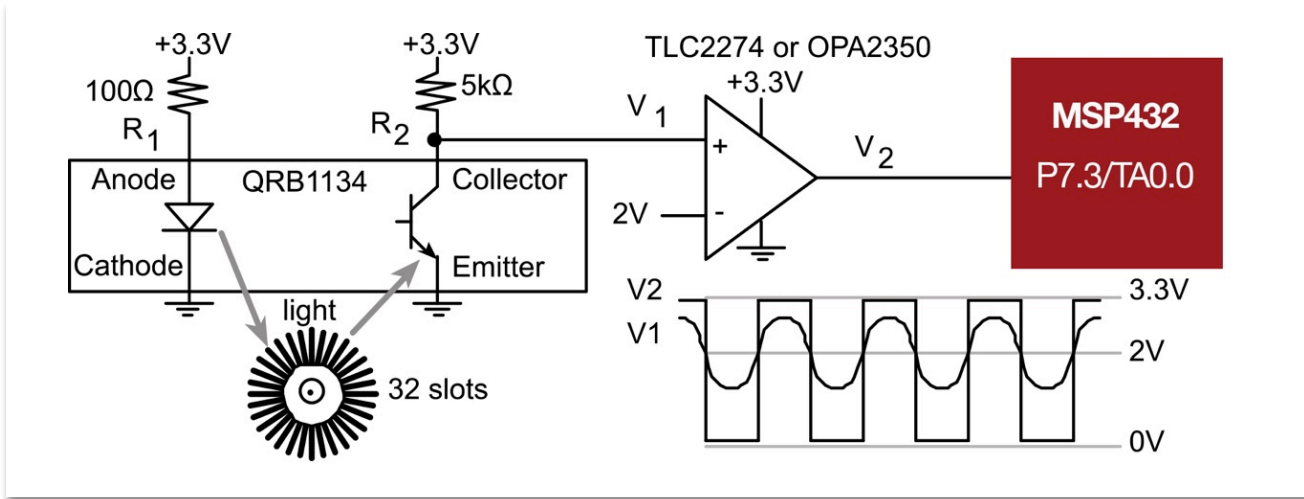 +3.3V
+3.3V
TLC2274 or OPA2350
100Ω
5kΩ
+3.3V
R1
R2
V1
+
MSP432
V2
P7.3/TA0.0
Anode
QRB1134
Collector
2V
-
Cathode
Emitter
light
V2
3.3V
V1
2V
32 slots
0V